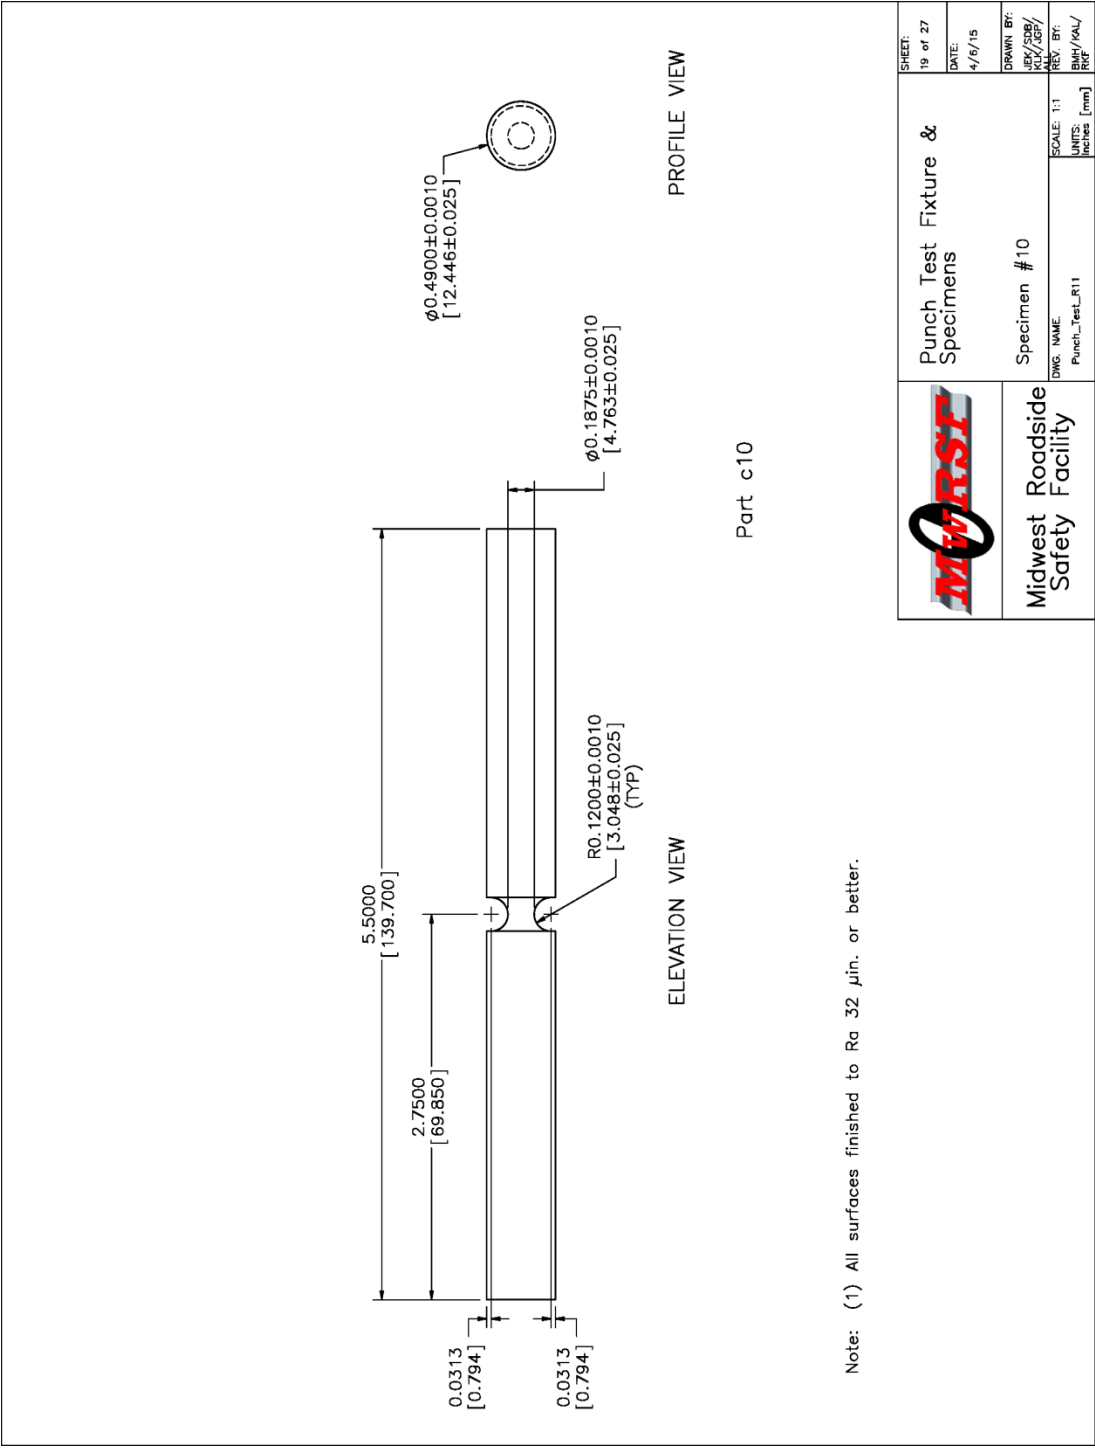 5.5000
[139.700]
2.7500
[69.850]
0.0313
[0.794]
0.0313
[0.794]
R0.1200±0.0010
[3.048±0.025]
(TYP)
ø0.1875±0.0010
[4.763±0.025]
ø0.4900±0.0010
[12.446±0.025]
ELEVATION VIEW
PROFILE VIEW
Part c10
Note: (1) All surfaces finished to Ra 32 μin. or better.
MwRSF
Midwest Roadside
Safety Facility
Punch Test Fixture &
Specimens
Specimen #10
DWG. NAME.
Punch_Test_R11
SCALE: 1:1
UNITS:
Inches [mm]
SHEET:
19 of 27
DATE:
4/6/15
DRAWN BY:
JEK/SDB/
KLK/JGP/
ALL
REV. BY:
BMH/KAL/
RKF